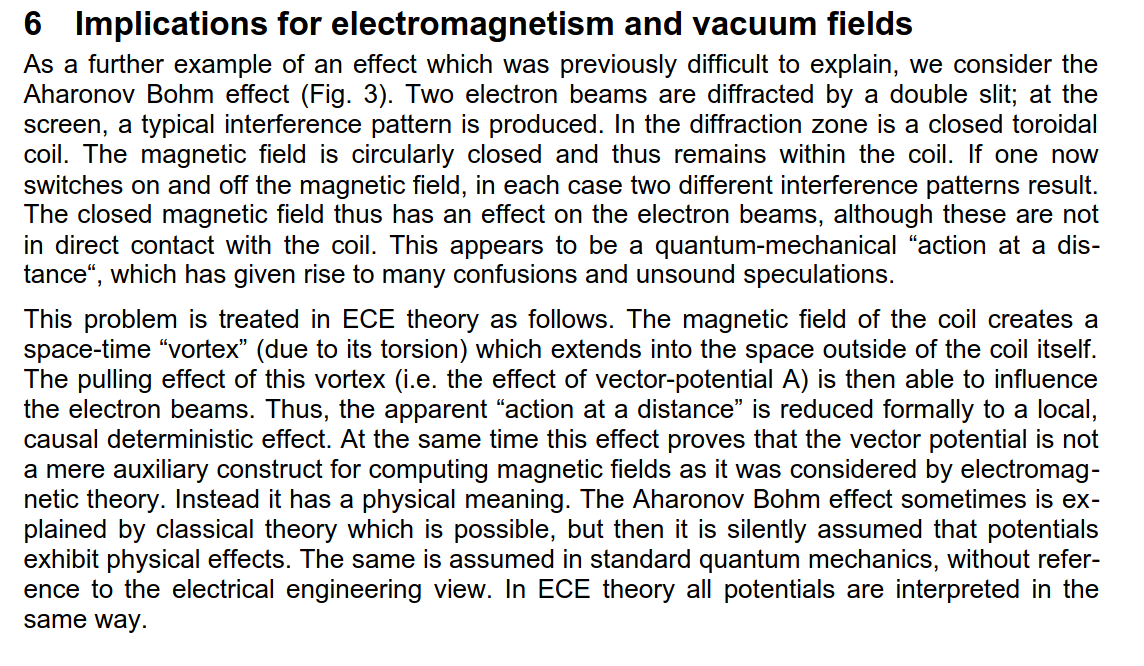 6 Implications for electromagnetism and vacuum fields
As a further example of an effect which was previously difficult to explain, we consider the
Aharonov Bohm effect (Fig. 3). Two electron beams are diffracted by a double slit; at the
screen, a typical interference pattern is produced. In the diffraction zone is a closed toroidal
coil. The magnetic field is circularly closed and thus remains within the coil. If one now
switches on and off the magnetic field, in each case two different interference patterns result.
The closed magnetic field thus has an effect on the electron beams, although these are not
in direct contact with the coil. This appears to be a quantum-mechanical “action at a dis-
tance“, which has given rise to many confusions and unsound speculations.
This problem is treated in ECE theory as follows. The magnetic field of the coil creates a
space-time “vortex” (due to its torsion) which extends into the space outside of the coil itself.
The pulling effect of this vortex (i.e. the effect of vector-potential A) is then able to influence
the electron beams. Thus, the apparent “action at a distance” is reduced formally to a local,
causal deterministic effect. At the same time this effect proves that the vector potential is not
a mere auxiliary construct for computing magnetic fields as it was considered by electromag-
netic theory. Instead it has a physical meaning. The Aharonov Bohm effect sometimes is ex-
plained by classical theory which is possible, but then it is silently assumed that potentials
exhibit physical effects. The same is assumed in standard quantum mechanics, without refer-
ence to the electrical engineering view. In ECE theory all potentials are interpreted in the
same way.